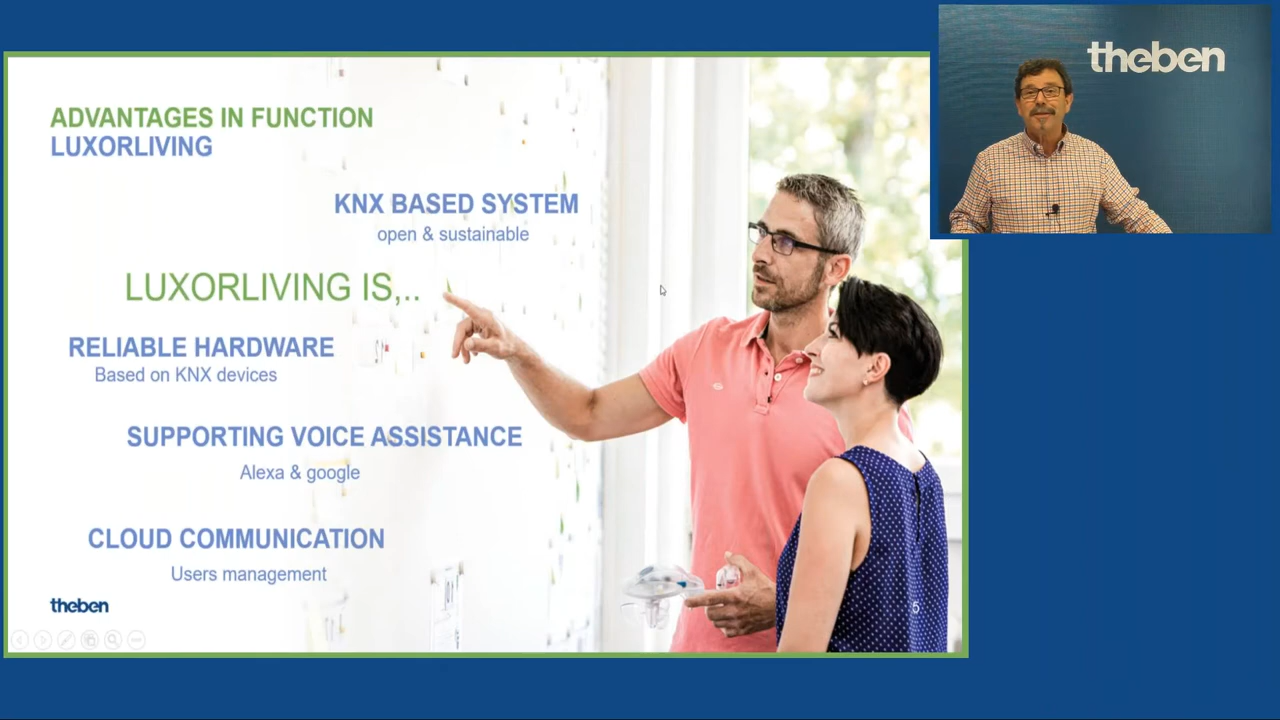 theben
ADVANTAGES IN FUNCTION
LUXORLIVING
KNX BASED SYSTEM
open & sustainable
LUXORLIVING IS,..
RELIABLE HARDWARE
Based on KNX devices
SUPPORTING VOICE ASSISTANCE
Alexa & google
CLOUD COMMUNICATION
Users management
theben
6